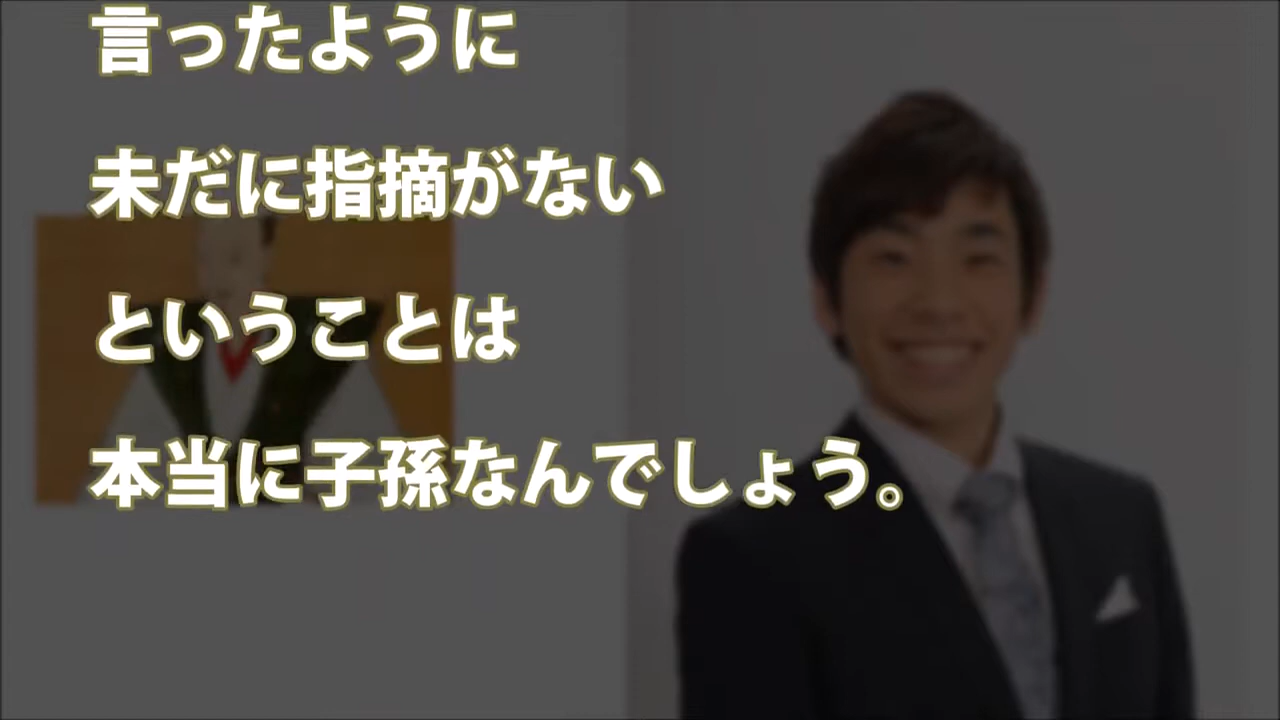 言ったように
未だに指摘がない
ということは
本当に子孫なんでしょう。